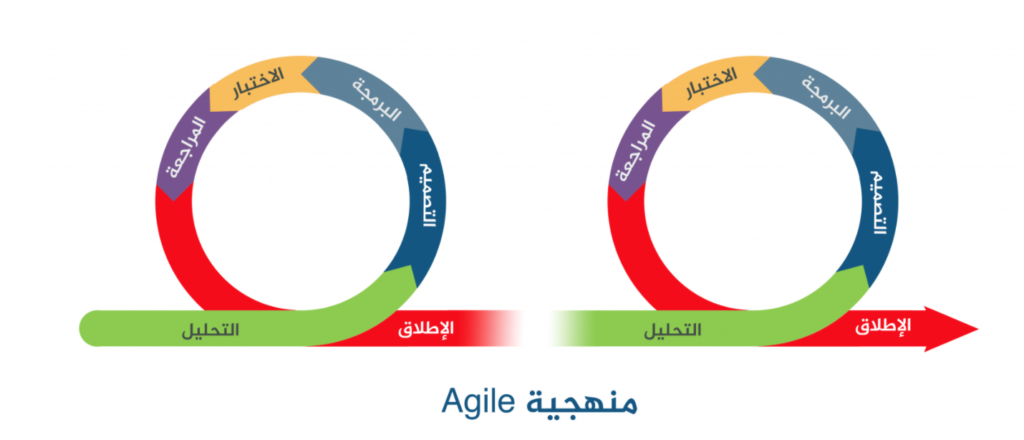 الاختبار
البرمجة
المراجعة
التصميم
التحليل
الإطلاق
الاختبار
البرمجة
المراجعة
التصميم
التحليل
الإطلاق
منهجية Agile